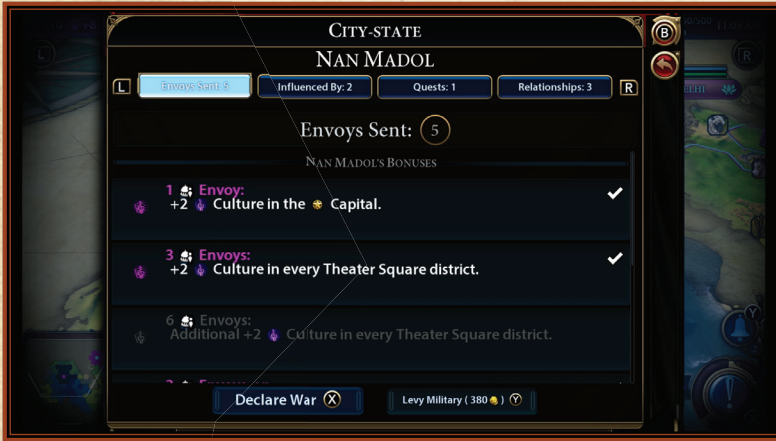 City-state
B
Nan Madol
L
R
L
Envoys Sent: 5
Influenced By: 2
Quests: 1
Relationships: 3
R
Envoys Sent: 5
Nan Madol's Bonuses
1 Envoy:
+2 Culture in the Capital.
3 Envoys:
+2 Culture in every Theater Square district.
6 Envoys:
Additional +2 Culture in every Theater Square district.
Y
Declare War X
Levy Military ( 380 ) Y